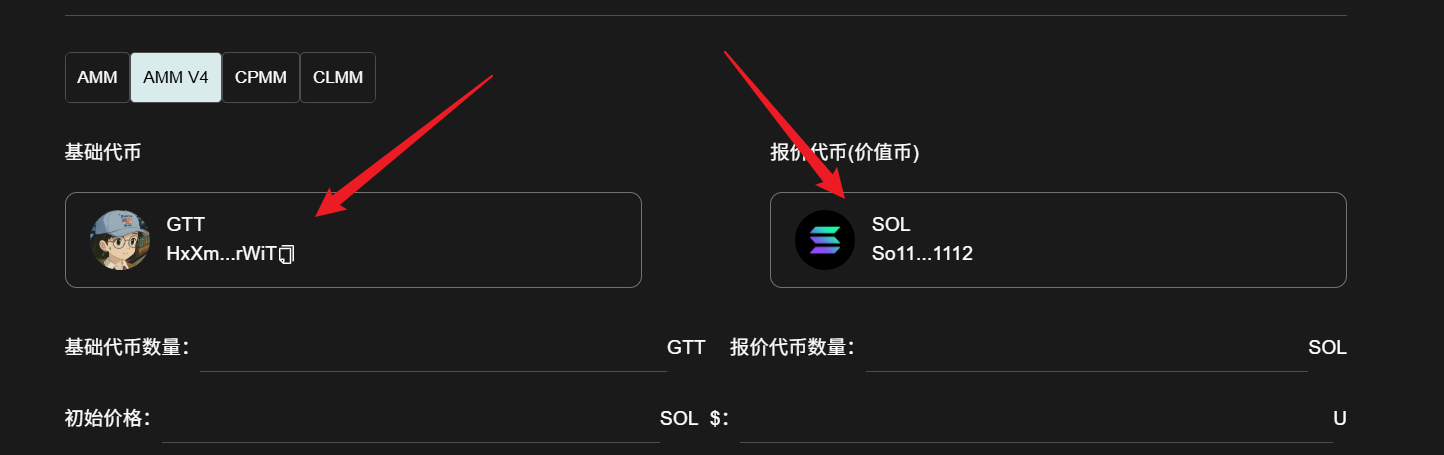 AMM AMM V4 CPMM CLMM
基础代币 报价代币(价值币)
GTT SOL
HxXm...rWiT So11...1112
基础代币数量： GTT 报价代币数量： SOL
初始价格： SOL $： U